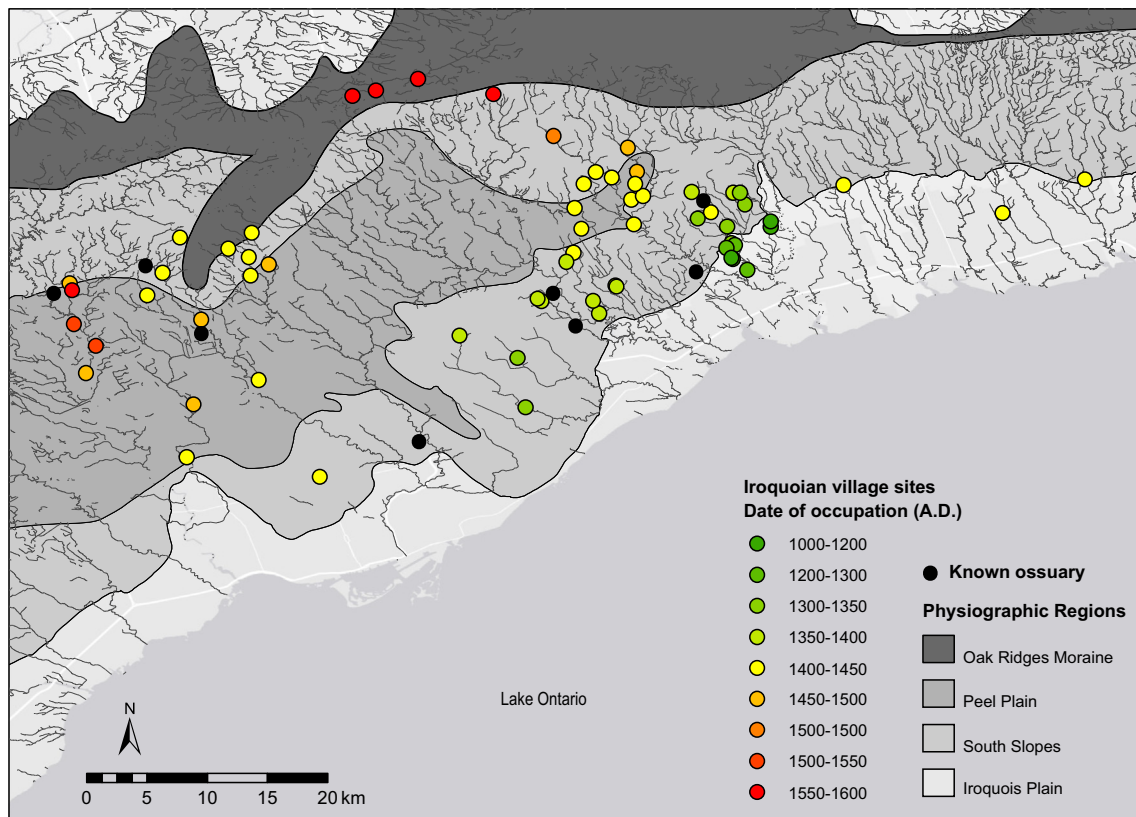 Iroquoian village sites
Date of occupation (A.D.)
1000-1200
1200-1300
1300-1350
1350-1400
1400-1450
1450-1500
1500-1500
1500-1550
1550-1600
Known ossuary
Physiographic Regions
Oak Ridges Moraine
Peel Plain
South Slopes
Iroquois Plain
Lake Ontario
N
0 5 10 15 20 km